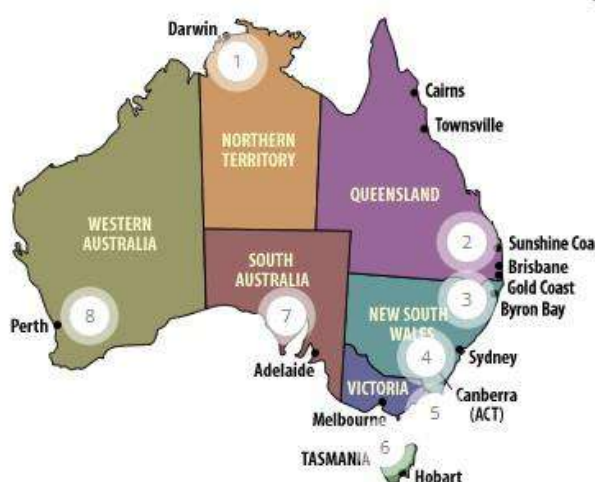 Darwin
1
Cairns
Townsville
NORTHERN
TERRITORY
QUEENSLAND
WESTERN
AUSTRALIA
2
Sunshine Coa
SOUTH
AUSTRALIA
Brisbane
Gold Coast
3
Byron Bay
Perth
8
7
NEW SOUTH
WALES
4
Sydney
Adelaide
VICTORIA
Canberra
(ACT)
5
Melbourne
6
TASMANIA
Hobart